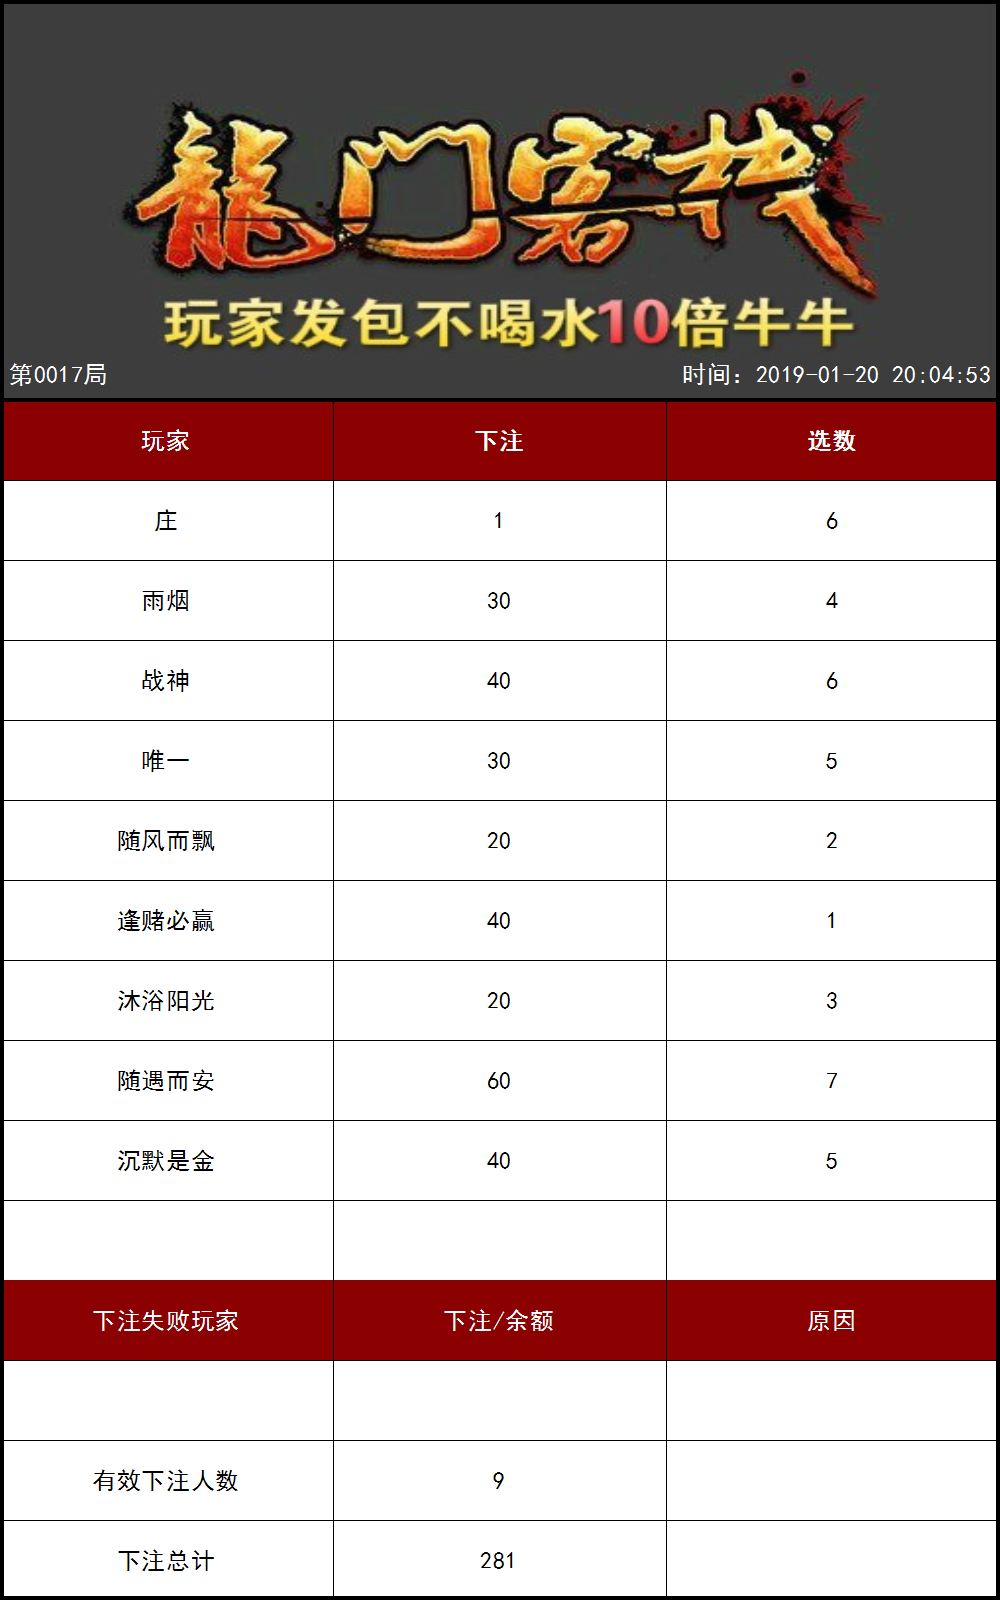 龍门客栈
玩家发包不喝水10倍牛牛
第0017局 时间：2019-01-20 20:04:53
玩家 下注 选数
庄 1 6
雨烟 30 4
战神 40 6
唯一 30 5
随风而飘 20 2
逢赌必赢 40 1
沐浴阳光 20 3
随遇而安 60 7
沉默是金 40 5
下注失败玩家 下注/余额 原因
有效下注人数 9
下注总计 281